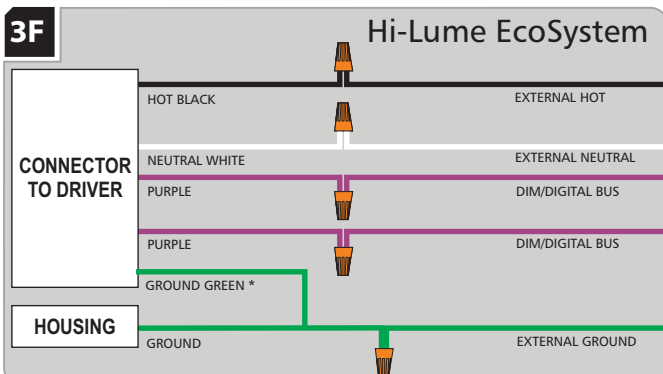 3F
Hi-Lume EcoSystem
CONNECTOR
TO DRIVER
HOT BLACK
EXTERNAL HOT
NEUTRAL WHITE
EXTERNAL NEUTRAL
PURPLE
DIM/DIGITAL BUS
PURPLE
DIM/DIGITAL BUS
GROUND GREEN *
HOUSING
GROUND
EXTERNAL GROUND